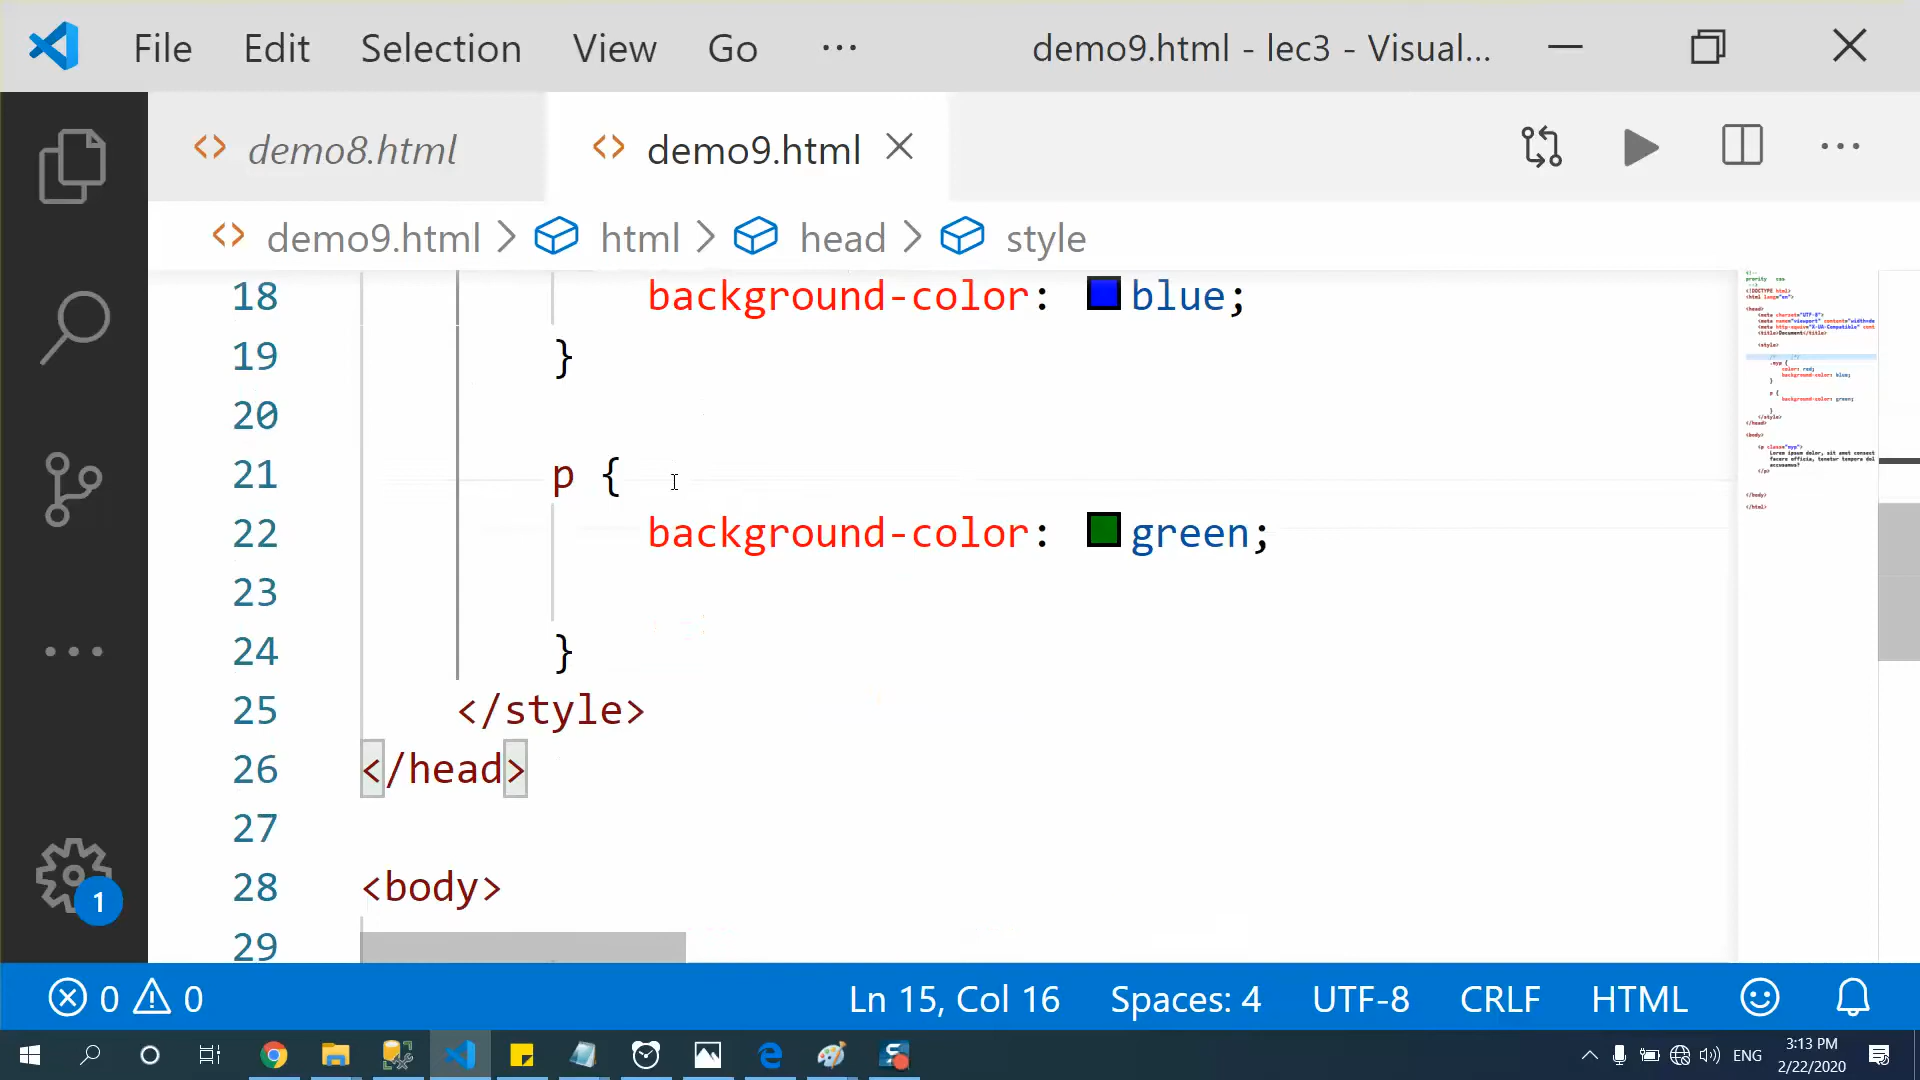 File Edit Selection View Go ··· demo9.html - lec3 - Visual...
demo8.html demo9.html
demo9.html > html > head > style
18 background-color: blue;
19 }
20
21 p {
22 background-color: green;
23
24 }
25 </style>
26 </head>
27
28 <body>
29
1
0 0 Ln 15, Col 16 Spaces: 4 UTF-8 CRLF HTML
ENG 3:13 PM
2/22/2020